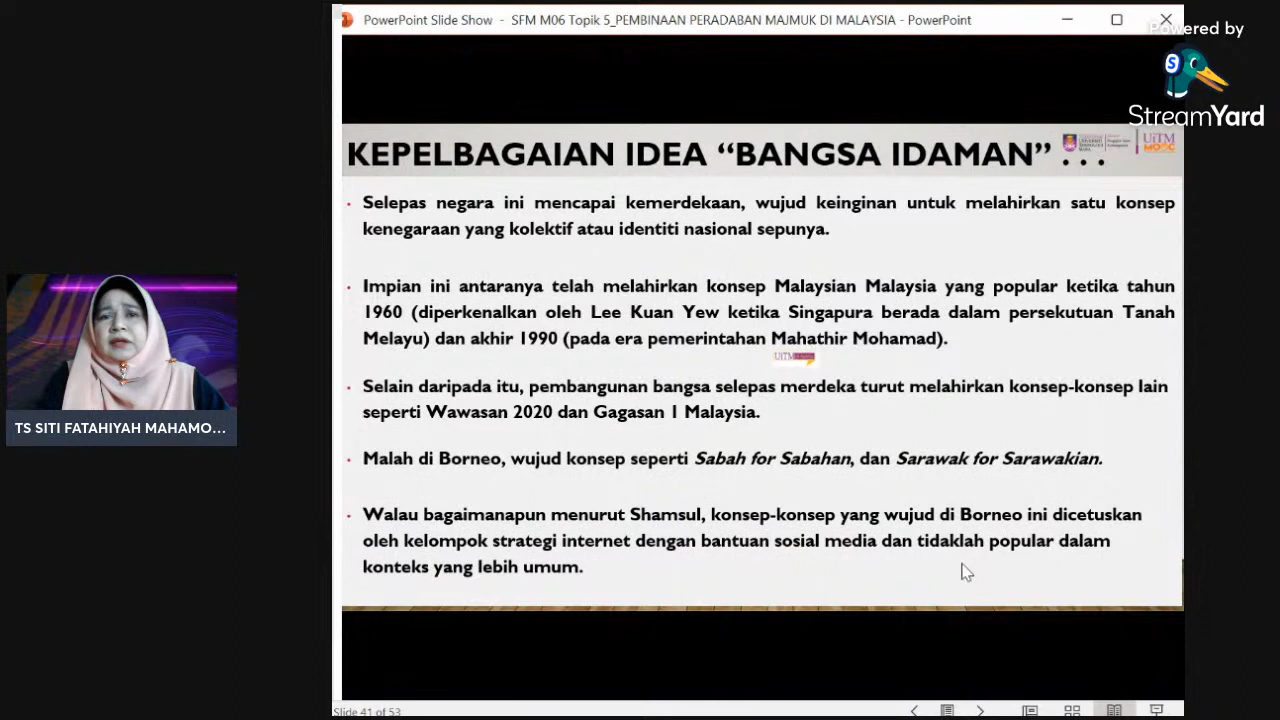 PowerPoint Slide Show - SFM M06 Topik 5_PEMBINAAN PERADABAN MAJMUK DI MALAYSIA - PowerPoint
Powered by
S
StreamYard
KEPELBAGAIAN IDEA “BANGSA IDAMAN” . . .
UiTM
MOOC
• Selepas negara ini mencapai kemerdekaan, wujud keinginan untuk melahirkan satu konsep
kenegaraan yang kolektif atau identiti nasional sepunya.
• Impian ini antaranya telah melahirkan konsep Malaysian Malaysia yang popular ketika tahun
1960 (diperkenalkan oleh Lee Kuan Yew ketika Singapura berada dalam persekutuan Tanah
Melayu) dan akhir 1990 (pada era pemerintahan Mahathir Mohamad).
UiTM
• Selain daripada itu, pembangunan bangsa selepas merdeka turut melahirkan konsep-konsep lain
seperti Wawasan 2020 dan Gagasan 1 Malaysia.
• Malah di Borneo, wujud konsep seperti Sabah for Sabahan, dan Sarawak for Sarawakian.
• Walau bagaimanapun menurut Shamsul, konsep-konsep yang wujud di Borneo ini dicetuskan
oleh kelompok strategi internet dengan bantuan sosial media dan tidaklah popular dalam
konteks yang lebih umum.
TS SITI FATAHIYAH MAHAMO...
Slide 41 of 53